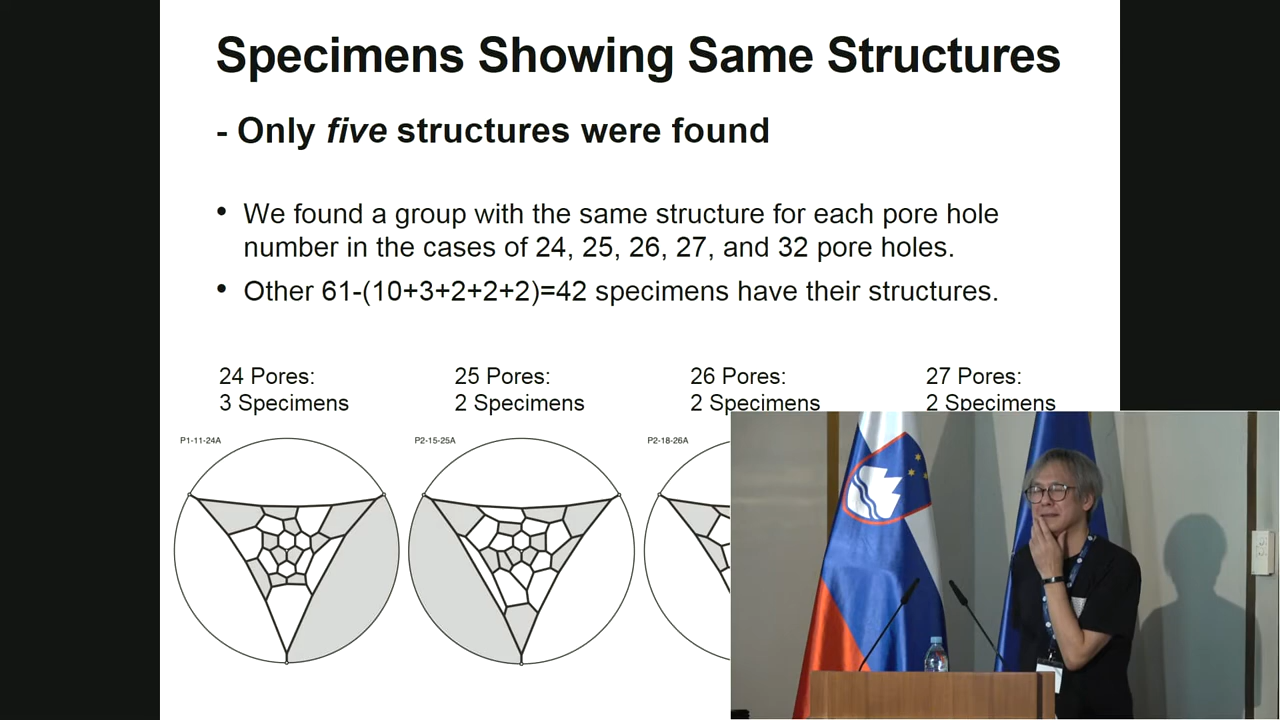 Specimens Showing Same Structures
- Only five structures were found
• We found a group with the same structure for each pore hole
number in the cases of 24, 25, 26, 27, and 32 pore holes.
• Other 61-(10+3+2+2+2)=42 specimens have their structures.
24 Pores:
3 Specimens
25 Pores:
2 Specimens
26 Pores:
2 Specimens
27 Pores:
2 Specimens
P1-11-24A
P2-15-25A
P2-18-26A